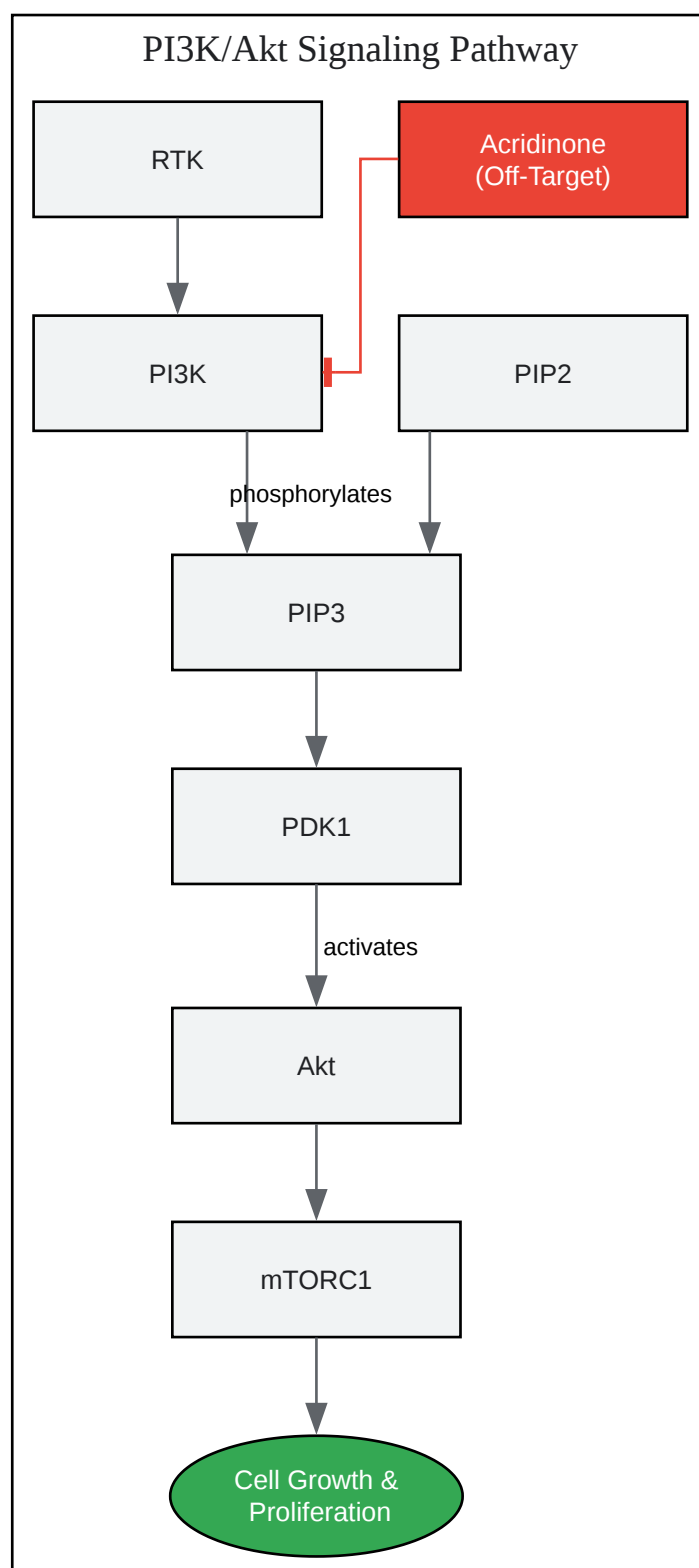 PI3K/Akt Signaling Pathway
RTK
Acridinone
(Off-Target)
PI3K
PIP2
phosphorylates
PIP3
PDK1
activates
Akt
mTORC1
Cell Growth &
Proliferation